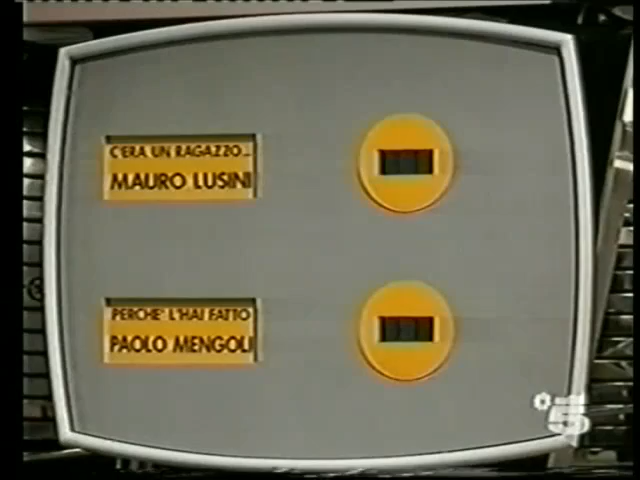 C'ERA UN RAGAZZO...
MAURO LUSINI
PERCHE' L'HAI FATTO
PAOLO MENGOLI
5